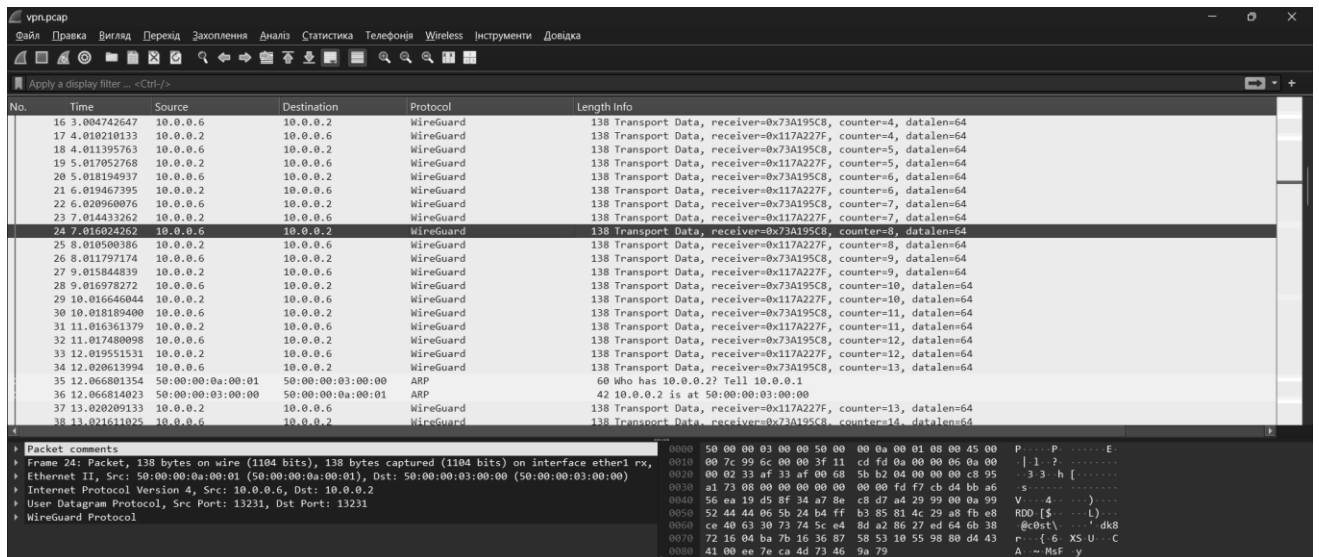 vpn.pcap
Файл Правка Вигляд Перехід Захоплення Аналіз Статистика Телефонія Wireless Інструменти Довідка
Apply a display filter ... <Ctrl-/>
No. Time Source Destination Protocol Length Info
16 3.004742647 10.0.0.6 10.0.0.2 WireGuard 138 Transport Data, receiver=0x73A195C8, counter=4, datalen=64
17 4.010210133 10.0.0.2 10.0.0.6 WireGuard 138 Transport Data, receiver=0x117A227F, counter=4, datalen=64
18 4.011395763 10.0.0.6 10.0.0.2 WireGuard 138 Transport Data, receiver=0x73A195C8, counter=5, datalen=64
19 5.017052768 10.0.0.2 10.0.0.6 WireGuard 138 Transport Data, receiver=0x117A227F, counter=5, datalen=64
20 5.018194937 10.0.0.6 10.0.0.2 WireGuard 138 Transport Data, receiver=0x73A195C8, counter=6, datalen=64
21 6.019467395 10.0.0.2 10.0.0.6 WireGuard 138 Transport Data, receiver=0x117A227F, counter=6, datalen=64
22 6.020960076 10.0.0.6 10.0.0.2 WireGuard 138 Transport Data, receiver=0x73A195C8, counter=7, datalen=64
23 7.014433262 10.0.0.2 10.0.0.6 WireGuard 138 Transport Data, receiver=0x117A227F, counter=7, datalen=64
24 7.016024262 10.0.0.6 10.0.0.2 WireGuard 138 Transport Data, receiver=0x73A195C8, counter=8, datalen=64
25 8.010500386 10.0.0.2 10.0.0.6 WireGuard 138 Transport Data, receiver=0x117A227F, counter=8, datalen=64
26 8.011797174 10.0.0.6 10.0.0.2 WireGuard 138 Transport Data, receiver=0x73A195C8, counter=9, datalen=64
27 9.015844839 10.0.0.2 10.0.0.6 WireGuard 138 Transport Data, receiver=0x117A227F, counter=9, datalen=64
28 9.016978272 10.0.0.6 10.0.0.2 WireGuard 138 Transport Data, receiver=0x73A195C8, counter=10, datalen=64
29 10.016646044 10.0.0.2 10.0.0.6 WireGuard 138 Transport Data, receiver=0x117A227F, counter=10, datalen=64
30 10.018189400 10.0.0.6 10.0.0.2 WireGuard 138 Transport Data, receiver=0x73A195C8, counter=11, datalen=64
31 11.016361379 10.0.0.2 10.0.0.6 WireGuard 138 Transport Data, receiver=0x117A227F, counter=11, datalen=64
32 11.017480098 10.0.0.6 10.0.0.2 WireGuard 138 Transport Data, receiver=0x73A195C8, counter=12, datalen=64
33 12.019551531 10.0.0.2 10.0.0.6 WireGuard 138 Transport Data, receiver=0x117A227F, counter=12, datalen=64
34 12.020613994 10.0.0.6 10.0.0.2 WireGuard 138 Transport Data, receiver=0x73A195C8, counter=13, datalen=64
35 12.066801354 50:00:00:0a:00:01 50:00:00:03:00:00 ARP 60 Who has 10.0.0.2? Tell 10.0.0.1
36 12.066814023 50:00:00:03:00:00 50:00:00:0a:00:01 ARP 42 10.0.0.2 is at 50:00:00:03:00:00
37 13.020209133 10.0.0.2 10.0.0.6 WireGuard 138 Transport Data, receiver=0x117A227F, counter=13, datalen=64
38 13.021611025 10.0.0.6 10.0.0.2 WireGuard 138 Transport Data, receiver=0x73A195C8, counter=14, datalen=64
Packet comments
Frame 24: Packet, 138 bytes on wire (1104 bits), 138 bytes captured (1104 bits) on interface ether1 rx,
Ethernet II, Src: 50:00:00:0a:00:01 (50:00:00:0a:00:01), Dst: 50:00:00:03:00:00 (50:00:00:03:00:00)
Internet Protocol Version 4, Src: 10.0.0.6, Dst: 10.0.0.2
User Datagram Protocol, Src Port: 13231, Dst Port: 13231
WireGuard Protocol
0000 50 00 00 03 00 00 50 00 00 0a 00 01 08 00 45 00 P·····P· ······E·
0010 00 7c 99 6c 00 00 3f 11 cd fd 0a 00 00 06 0a 00 ·|·l··?· ········
0020 00 02 33 af 33 af 00 68 5b b2 04 00 00 00 c8 95 ··3·3··h [·······
0030 a1 73 08 00 00 00 00 00 00 00 fd f7 cb d4 bb a6 ·s······ ········
0040 56 ea 19 d5 8f 34 a7 8e c8 d7 a4 29 99 00 0a 99 V····4·· ···)····
0050 52 44 44 06 5b 24 b4 ff b3 85 81 4c 29 a8 fb e8 RDD·[$·· ···L)···
0060 ce 40 63 30 73 74 5c e4 8d a2 86 27 ed 64 6b 38 ·@c0st\· ···'·dk8
0070 72 16 04 ba 7b 16 36 87 58 53 10 55 98 80 d4 43 r···{·6· XS·U···C
0080 41 00 ee 7e ca 4d 73 46 9a 79 A··~·MsF ·y